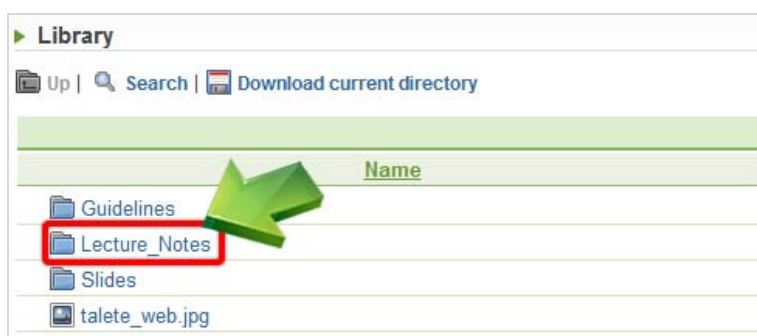 Library
Up | Search | Download current directory
Name
Guidelines
Lecture_Notes
Slides
talete_web.jpg